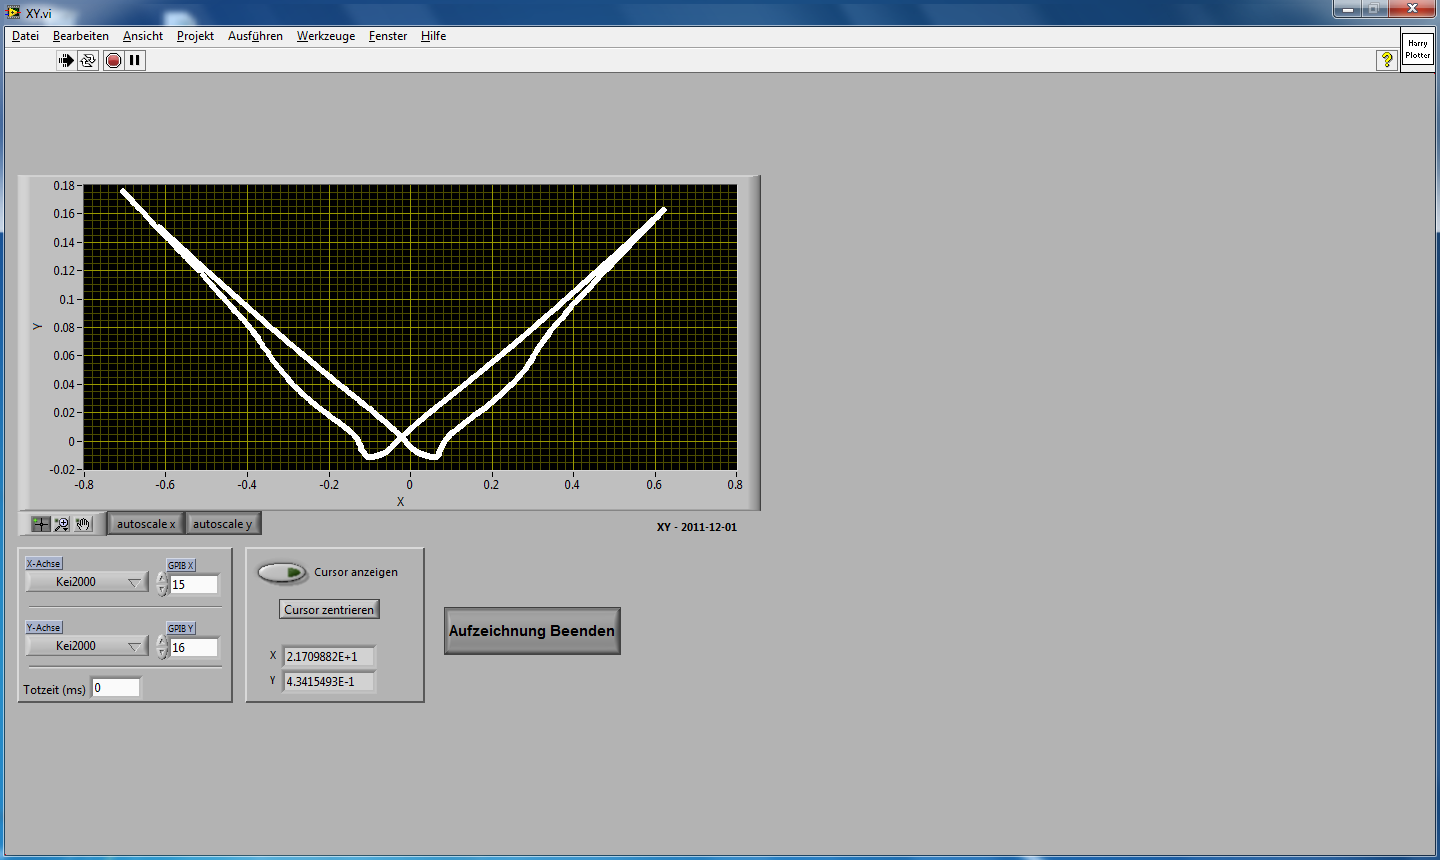 XY.vi
Datei Bearbeiten Ansicht Projekt Ausführen Werkzeuge Fenster Hilfe
Harry
Plotter
?
Y
0.18
0.16
0.14
0.12
0.1
0.08
0.06
0.04
0.02
0
-0.02
-0.8 -0.6 -0.4 -0.2 0 0.2 0.4 0.6 0.8
X
autoscale x autoscale y
XY - 2011-12-01
X-Achse GPIB X
Kei2000 15
Y-Achse GPIB Y
Kei2000 16
Totzeit (ms) 0
Cursor anzeigen
Cursor zentrieren
X 2.1709882E+1
Y 4.3415493E-1
Aufzeichnung Beenden